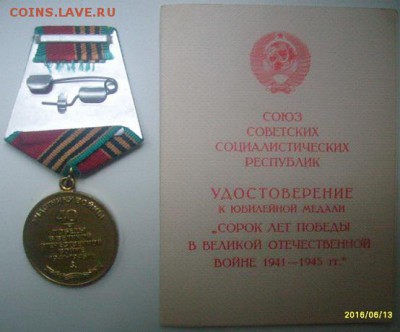 COINS.LAVE.RU
СОЮЗ
СОВЕТСКИХ
СОЦИАЛИСТИЧЕСКИХ
РЕСПУБЛИК
УДОСТОВЕРЕНИЕ
К ЮБИЛЕЙНОЙ МЕДАЛИ
„СОРОК ЛЕТ ПОБЕДЫ
В ВЕЛИКОЙ ОТЕЧЕСТВЕННОЙ
ВОЙНЕ 1941—1945 гг."
40
2016/06/13